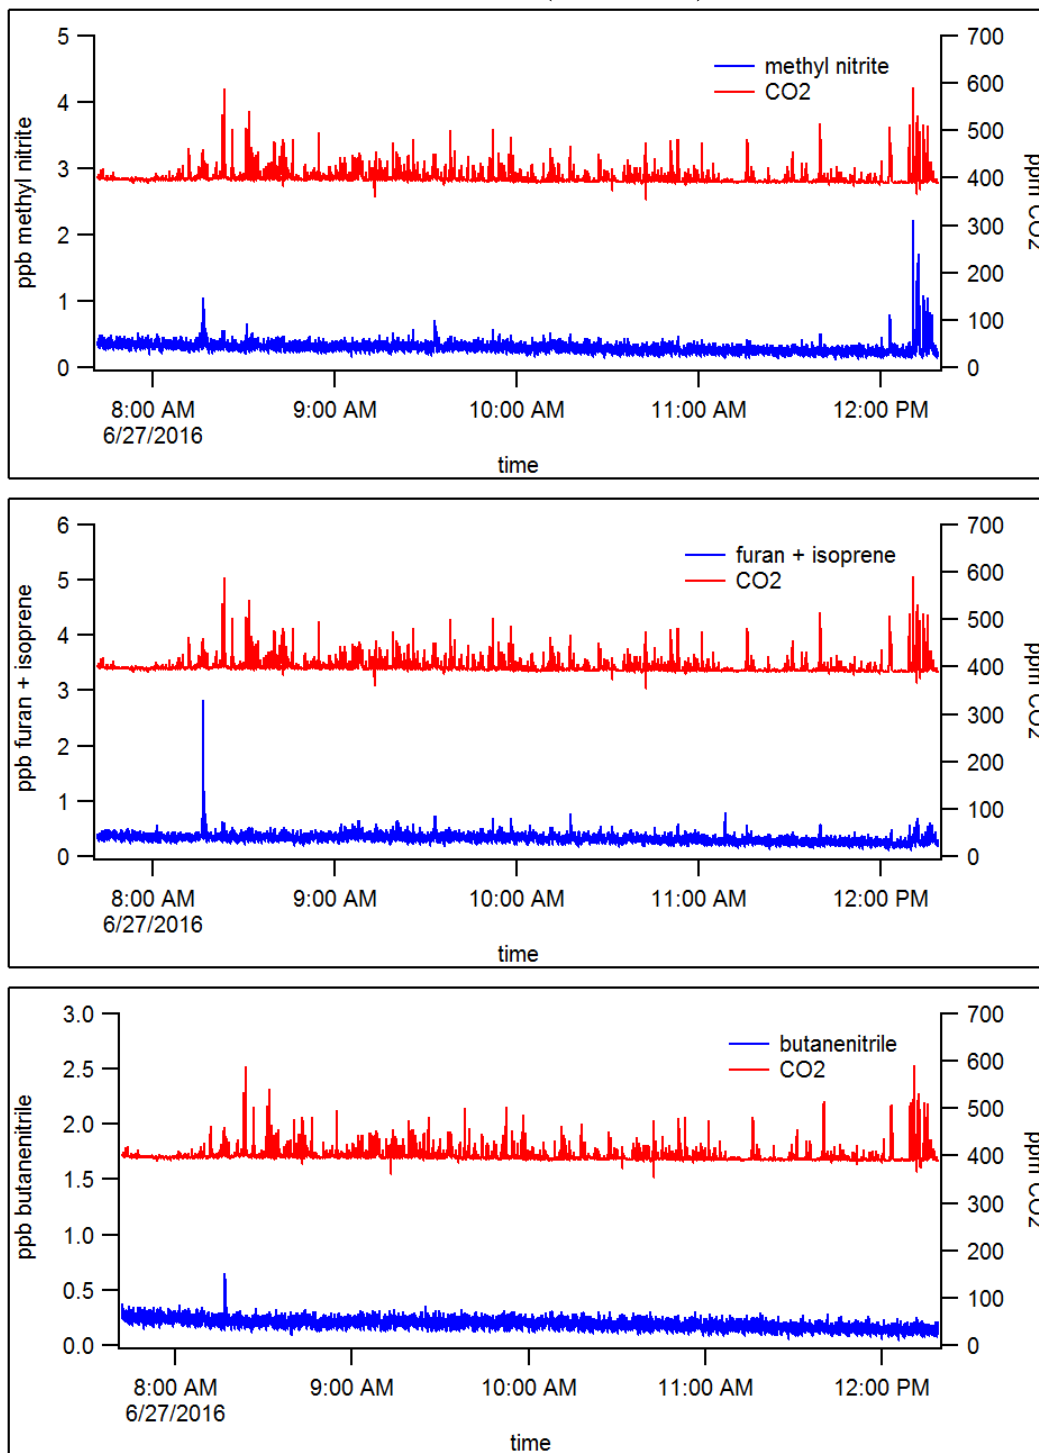 5
4
3
2
1
0
700
600
500
400
300
200
100
0
methyl nitrite
CO2
ppb methyl nitrite
ppm CO2
8:00 AM
9:00 AM
10:00 AM
11:00 AM
12:00 PM
6/27/2016
time
6
5
4
3
2
1
0
700
600
500
400
300
200
100
0
furan + isoprene
CO2
ppb furan + isoprene
ppm CO2
8:00 AM
9:00 AM
10:00 AM
11:00 AM
12:00 PM
6/27/2016
time
3.0
2.5
2.0
1.5
1.0
0.5
0.0
700
600
500
400
300
200
100
0
butanenitrile
CO2
ppb butanenitrile
ppm CO2
8:00 AM
9:00 AM
10:00 AM
11:00 AM
12:00 PM
6/27/2016
time